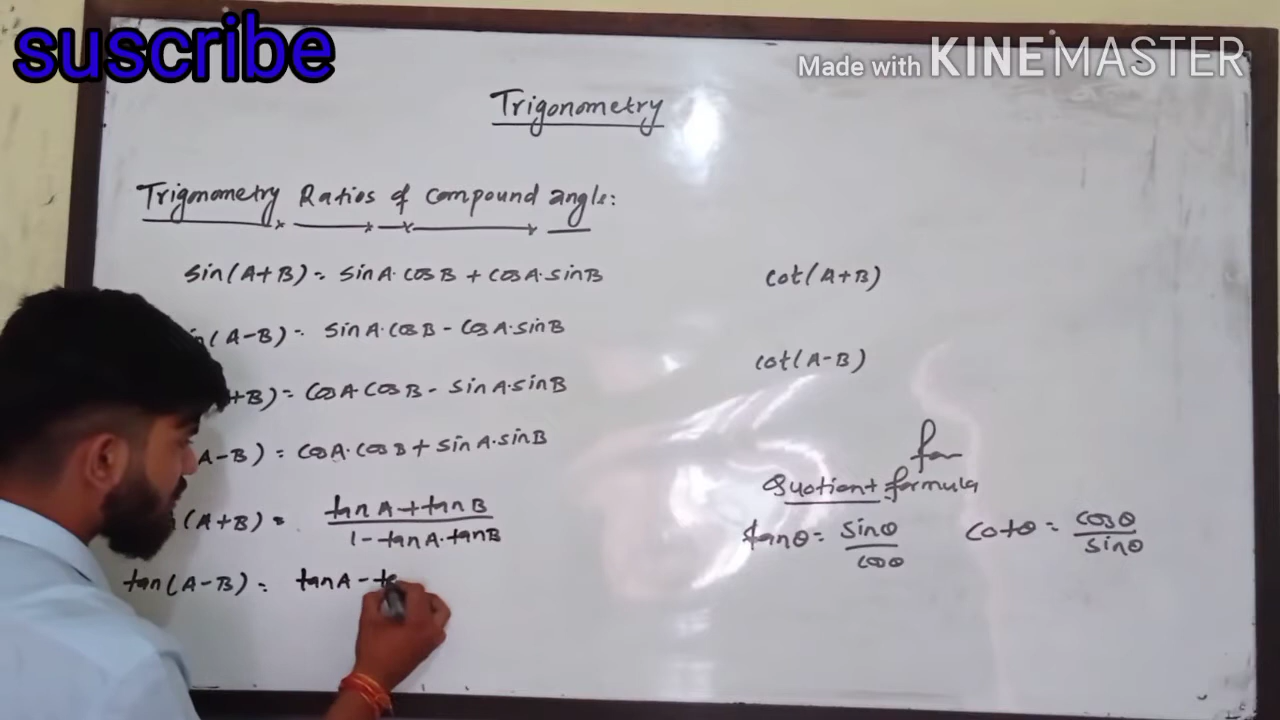 suscribe
Made with KINEMASTER
Trigonometry
Trigonometry Ratios of compound angle:
sin(A+B) = sinA·cosB + cosA·sinB
(A-B) = sinA·cosB - cosA·sinB
+B) = cosA·cosB - sinA·sinB
A-B) = cosA·cosB + sinA·sinB
(A+B) = tanA+tanB
1-tanA·tanB
tan(A-B) = tanA-t
cot(A+B)
cot(A-B)
Quotient formula
tanθ = sinθ/cosθ cotθ = cosθ/sinθ